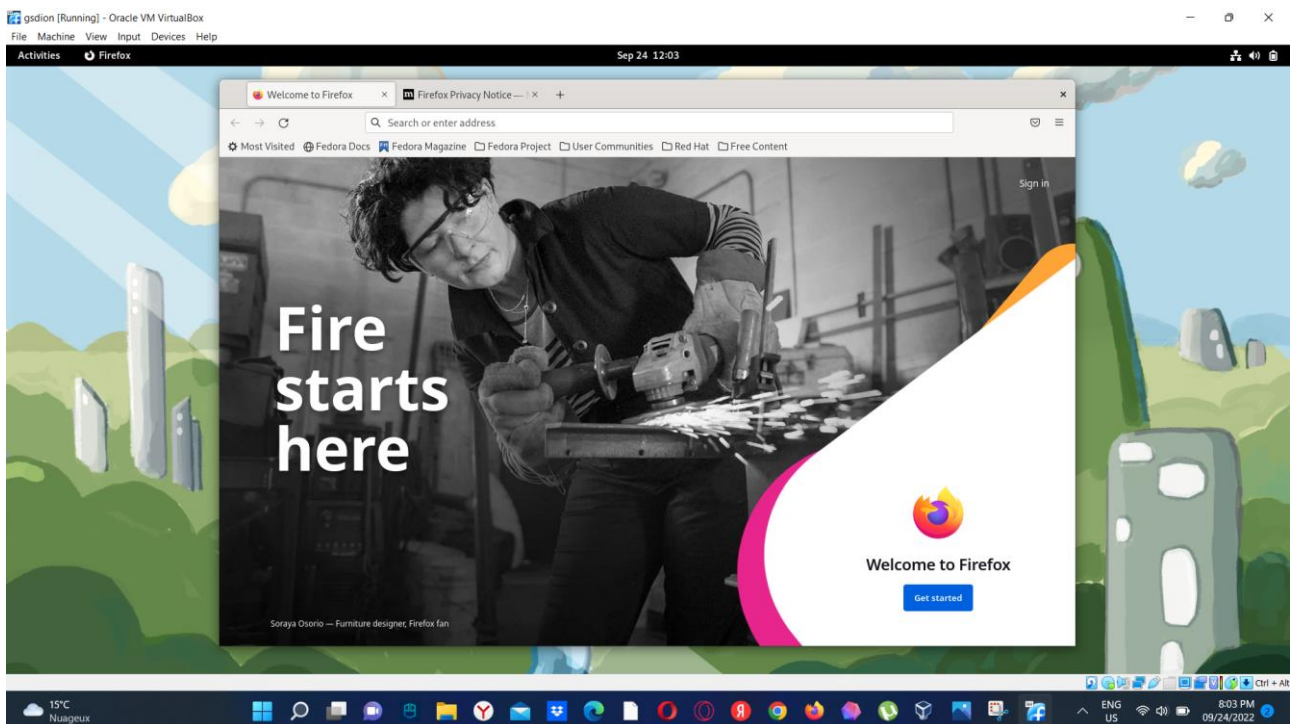 gsdion [Running] - Oracle VM VirtualBox
File Machine View Input Devices Help
Activities Firefox Sep 24 12:03
Welcome to Firefox
Firefox Privacy Notice —
Search or enter address
Most Visited Fedora Docs Fedora Magazine Fedora Project User Communities Red Hat Free Content
Sign in
Fire
starts
here
Welcome to Firefox
Get started
Soraya Osorio — Furniture designer, Firefox fan
Ctrl + Alt
15°C
Nuageux
ENG
US
8:03 PM
09/24/2022
2